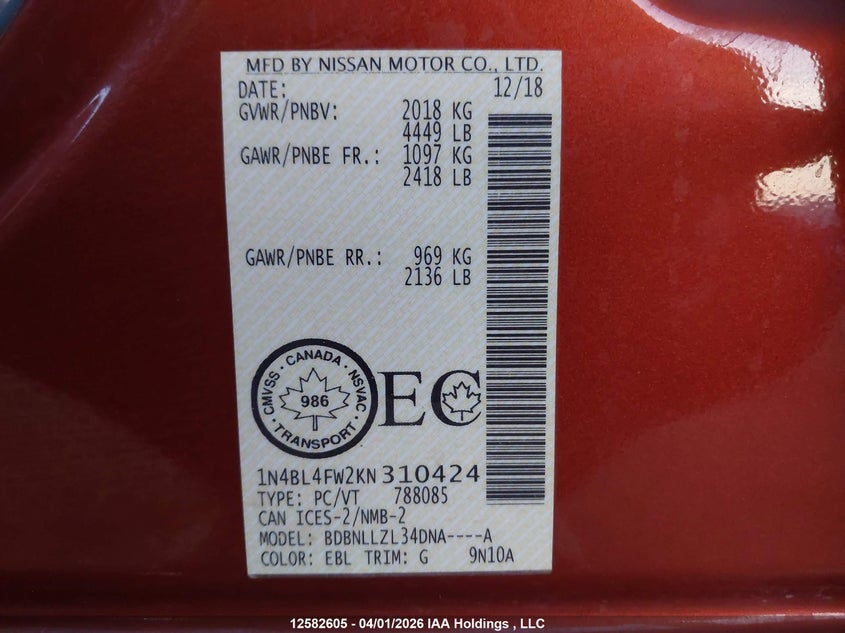 MFD BY NISSAN MOTOR CO., LTD.
DATE: 12/18
GVWR/PNBV: 2018 KG
4449 LB
GAWR/PNBE FR.: 1097 KG
2418 LB
GAWR/PNBE RR.: 969 KG
2136 LB
CMVSS · CANADA · NSVAC · TRANSPORT ·
986
EC
1N4BL4FW2KN310424
TYPE: PC/VT 788085
CAN ICES-2/NMB-2
MODEL: BDBNLLZL34DNA----A
COLOR: EBL TRIM: G 9N10A
12582605 - 04/01/2026 IAA Holdings , LLC